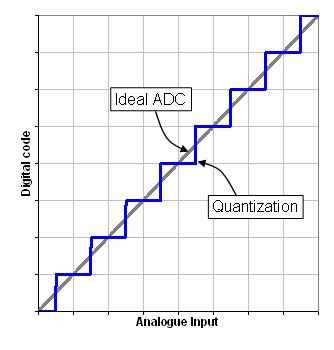 Ideal ADC
Quantization
Digital code
Analogue Input